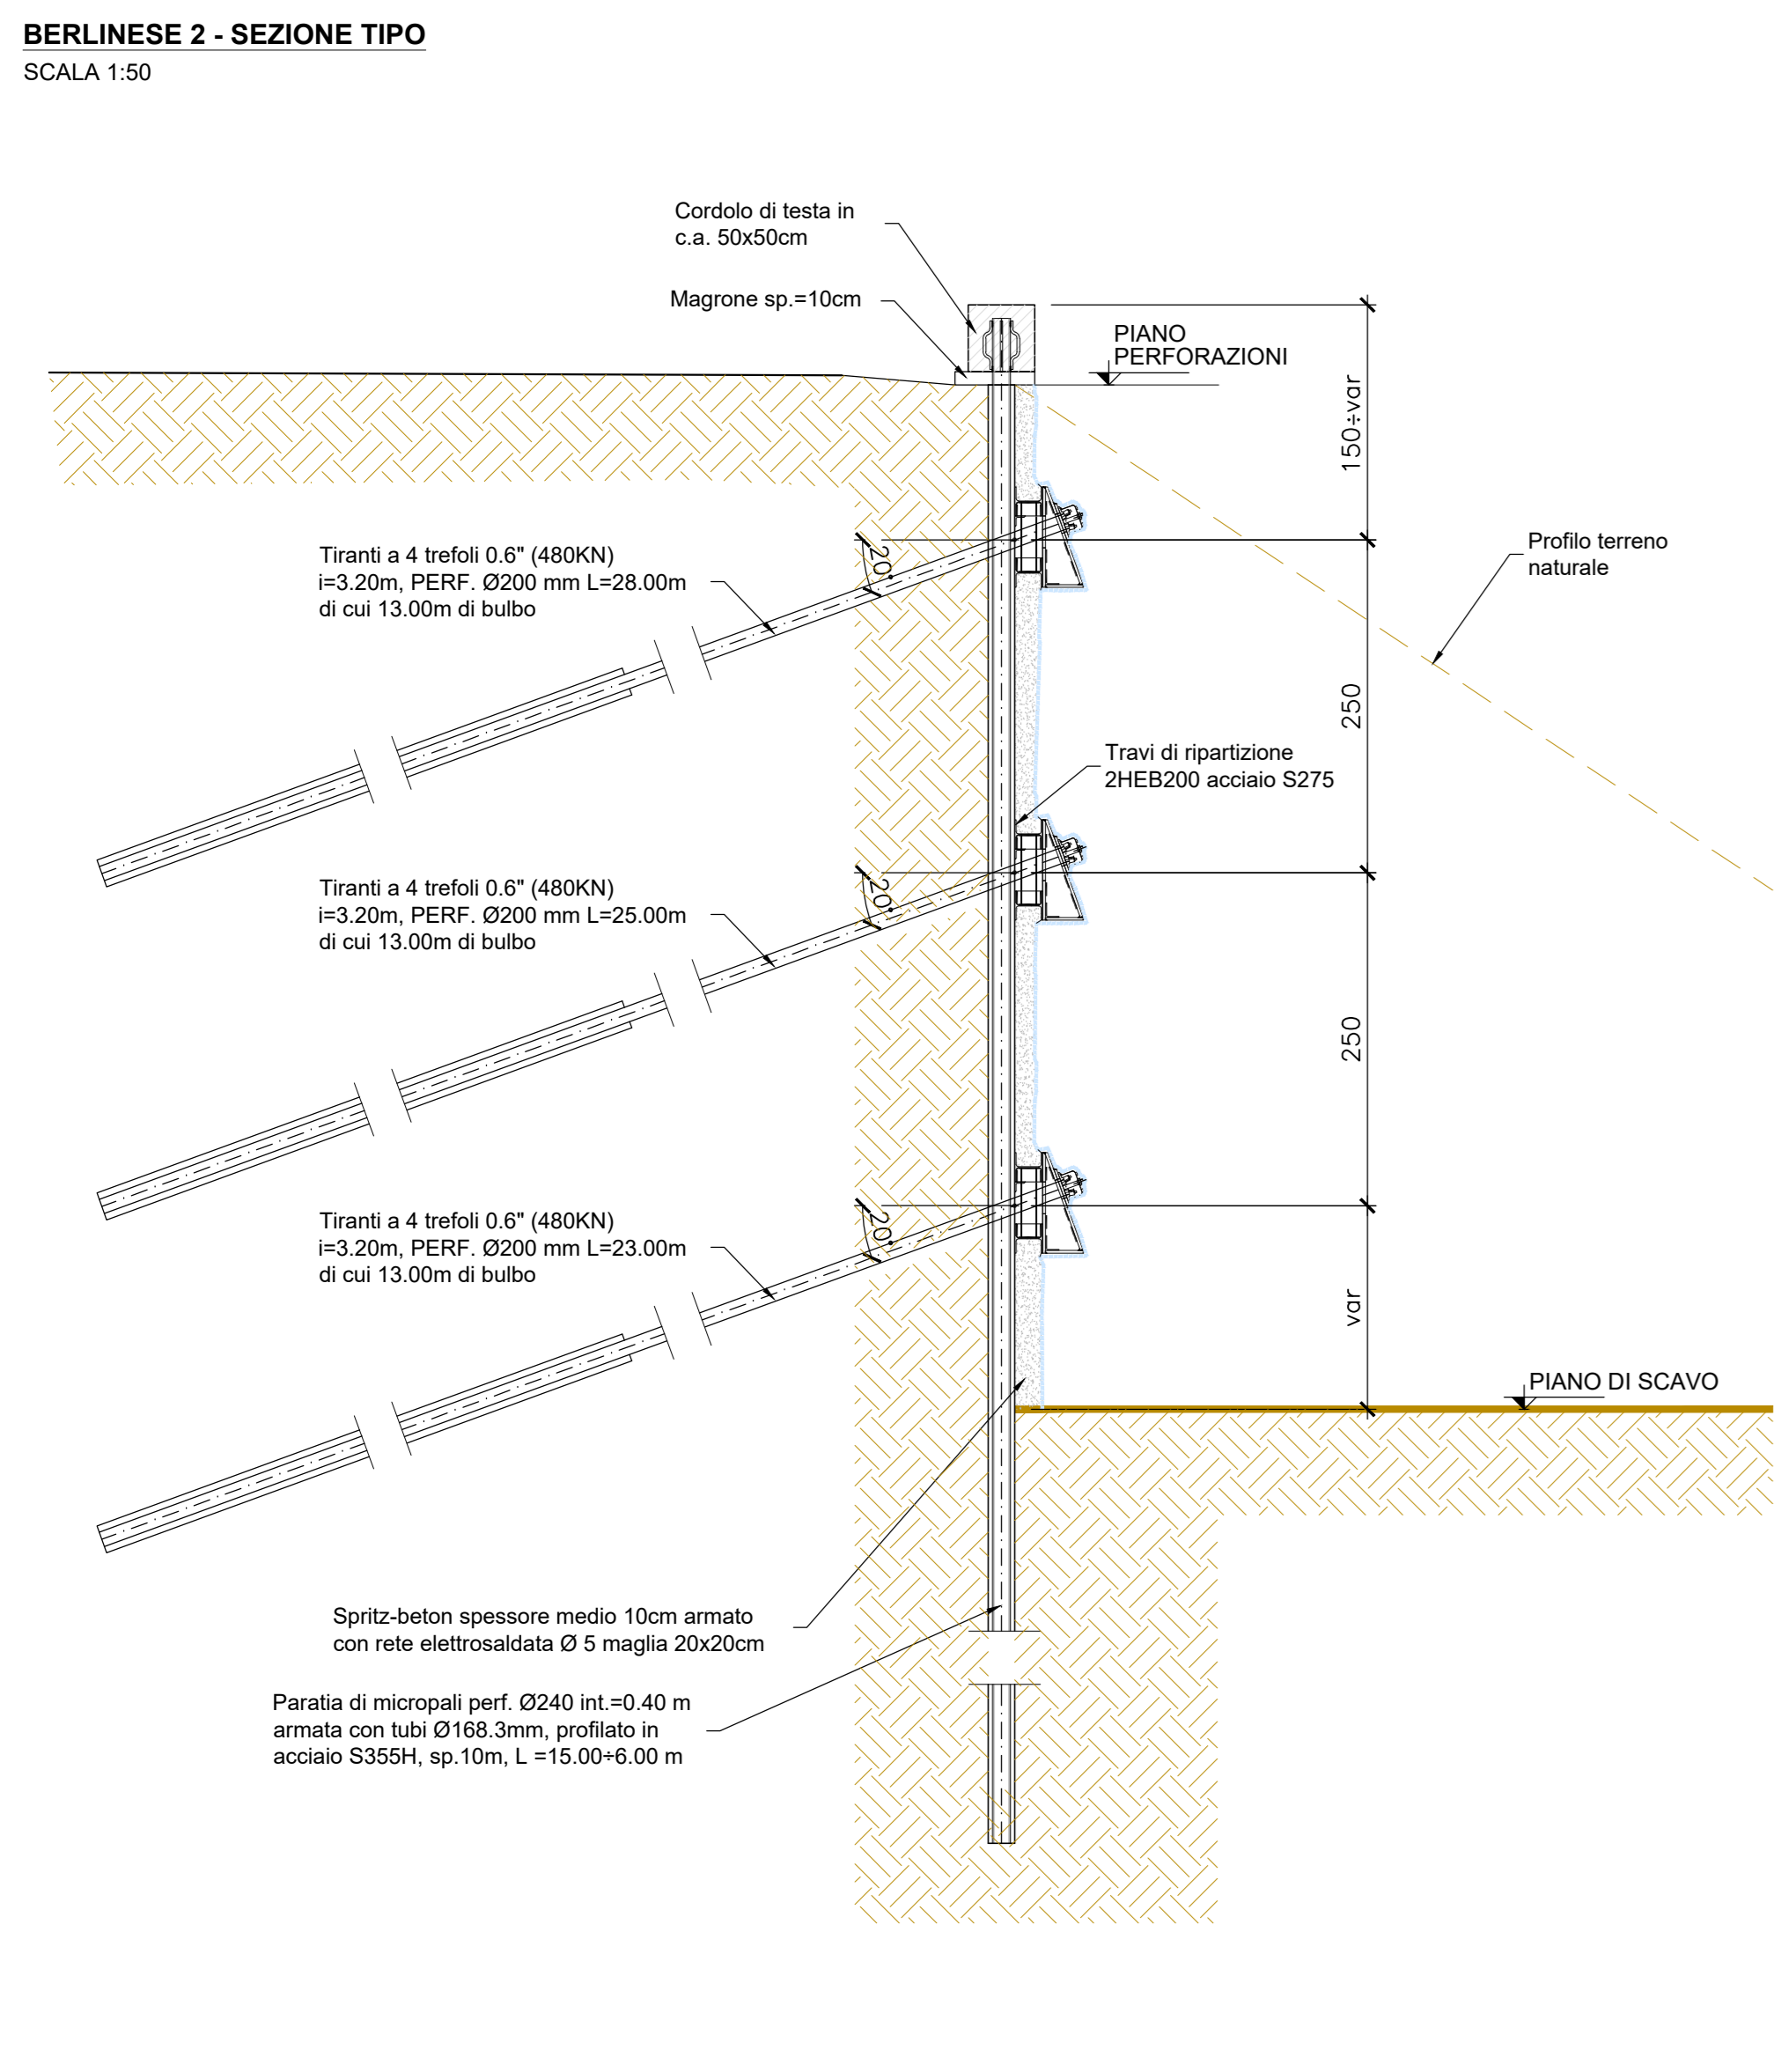 BERLINESE 2 - SEZIONE TIPO
SCALA 1:50
Cordolo di testa in
c.a. 50x50cm
Magrone sp.=10cm
PIANO
PERFORAZIONI
150÷var
Profilo terreno
naturale
Tiranti a 4 trefoli 0.6" (480KN)
i=3.20m, PERF. Ø200 mm L=28.00m
di cui 13.00m di bulbo
20°
250
Travi di ripartizione
2HEB200 acciaio S275
Tiranti a 4 trefoli 0.6" (480KN)
i=3.20m, PERF. Ø200 mm L=25.00m
di cui 13.00m di bulbo
20°
250
Tiranti a 4 trefoli 0.6" (480KN)
i=3.20m, PERF. Ø200 mm L=23.00m
di cui 13.00m di bulbo
20°
var
PIANO DI SCAVO
Spritz-beton spessore medio 10cm armato
con rete elettrosaldata Ø 5 maglia 20x20cm
Paratia di micropali perf. Ø240 int.=0.40 m
armata con tubi Ø168.3mm, profilato in
acciaio S355H, sp.10m, L =15.00÷6.00 m